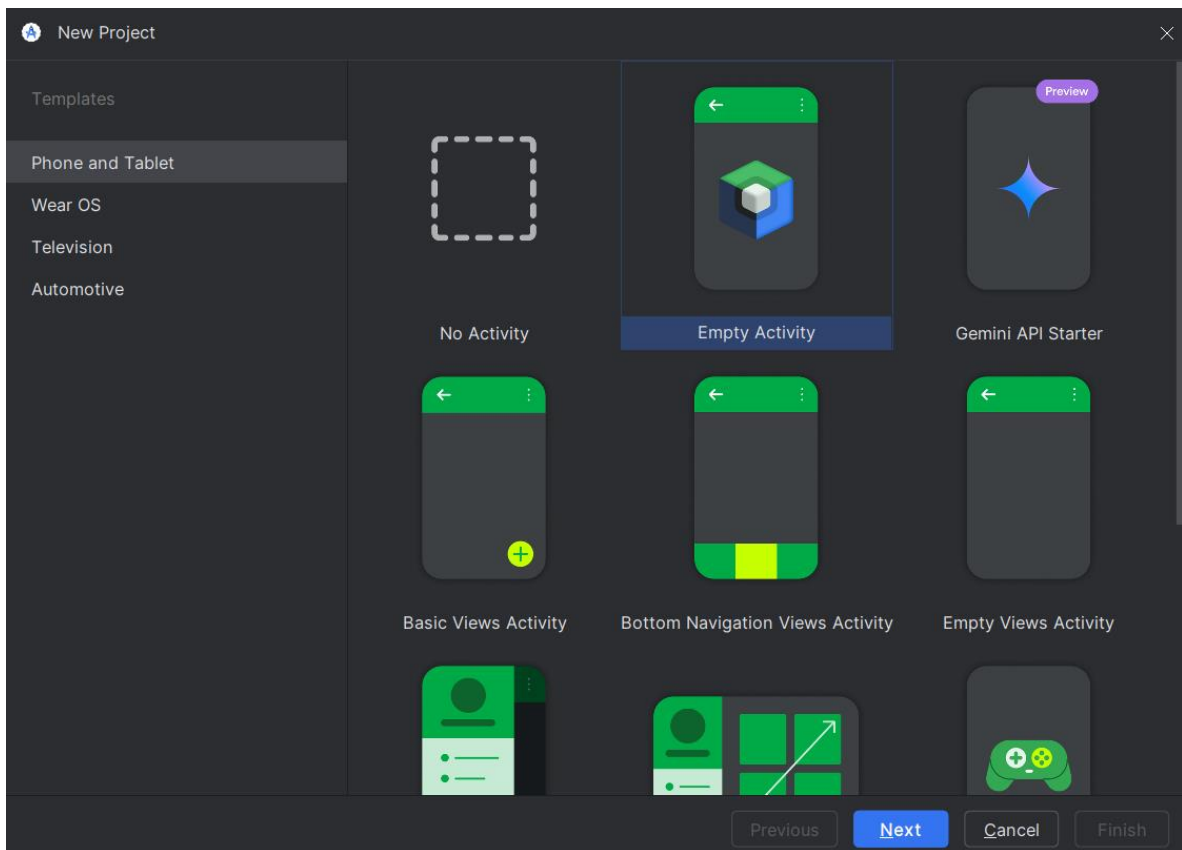 New Project
Templates
Phone and Tablet
Wear OS
Television
Automotive
Preview
No Activity
Empty Activity
Gemini API Starter
Basic Views Activity
Bottom Navigation Views Activity
Empty Views Activity
Previous
Next
Cancel
Finish